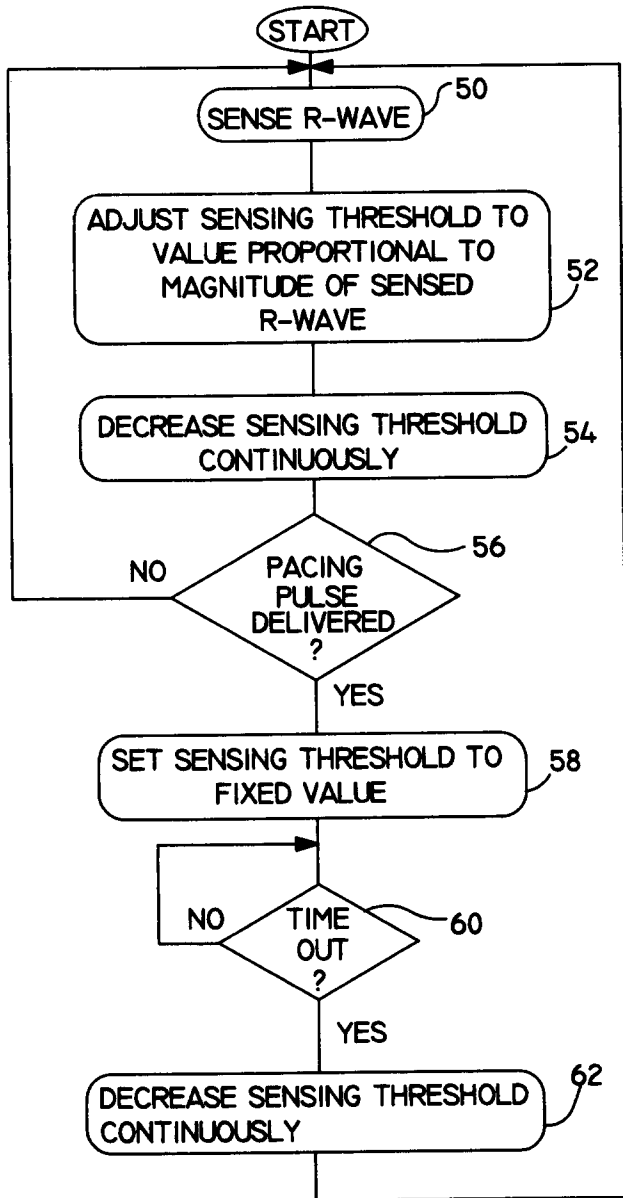 START
50
SENSE R-WAVE
ADJUST SENSING THRESHOLD TO
VALUE PROPORTIONAL TO
MAGNITUDE OF SENSED
R-WAVE
52
DECREASE SENSING THRESHOLD
CONTINUOUSLY
54
56
NO
PACING
PULSE
DELIVERED
?
YES
SET SENSING THRESHOLD TO
FIXED VALUE
58
NO
TIME
OUT
?
60
YES
DECREASE SENSING THRESHOLD
CONTINUOUSLY
62